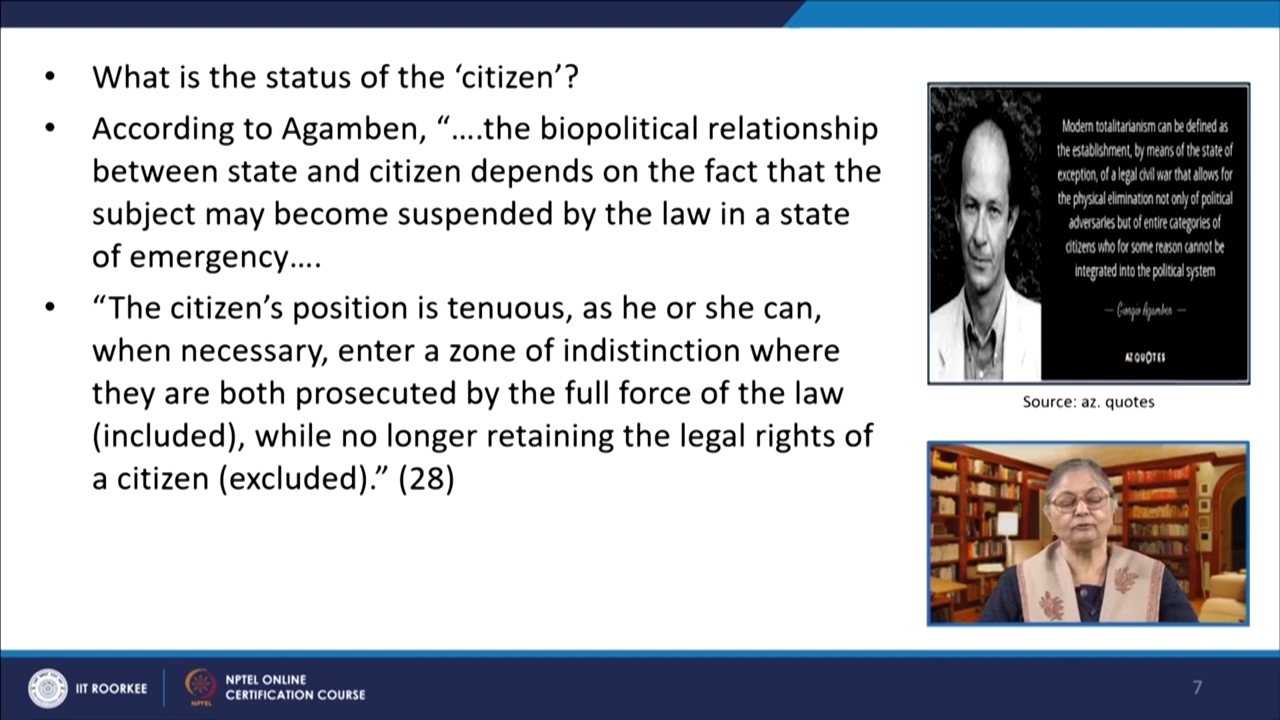 • What is the status of the ‘citizen’?
• According to Agamben, “….the biopolitical relationship
between state and citizen depends on the fact that the
subject may become suspended by the law in a state
of emergency….
• “The citizen’s position is tenuous, as he or she can,
when necessary, enter a zone of indistinction where
they are both prosecuted by the full force of the law
(included), while no longer retaining the legal rights of
a citizen (excluded).” (28)
Modern totalitarianism can be defined as
the establishment, by means of the state of
exception, of a legal civil war that allows for
the physical elimination not only of political
adversaries but of entire categories of
citizens who for some reason cannot be
integrated into the political system
— Giorgio Agamben —
AZ QUOTES
Source: az. quotes
IIT ROORKEE
NPTEL
NPTEL ONLINE
CERTIFICATION COURSE
7